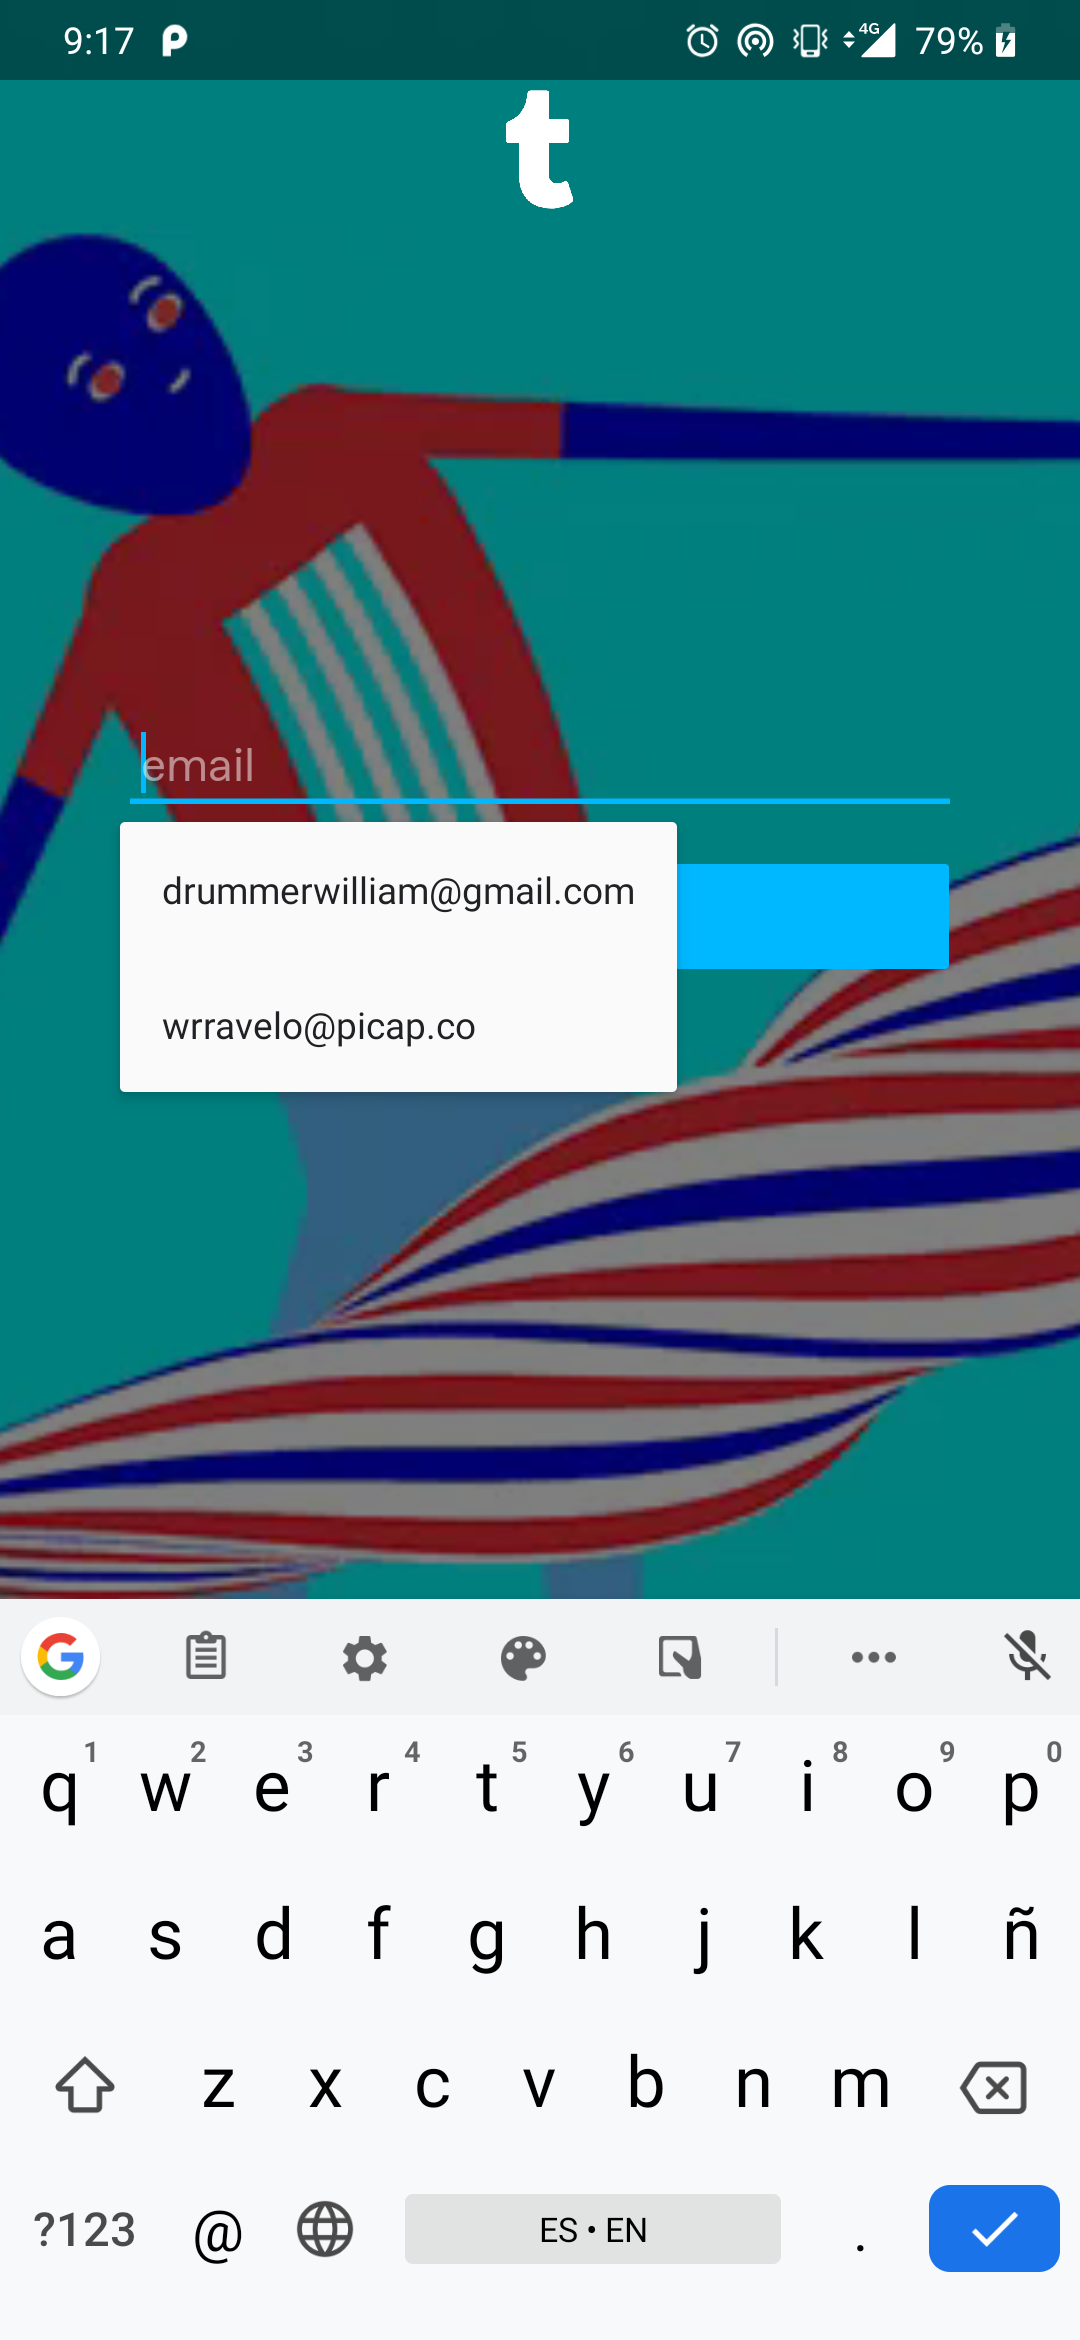 9:17 4G 79%
t
email
drummerwilliam@gmail.com
wrravelo@picap.co
1 2 3 4 5 6 7 8 9 0
q w e r t y u i o p
a s d f g h j k l ñ
z x c v b n m
?123 @ ES • EN .